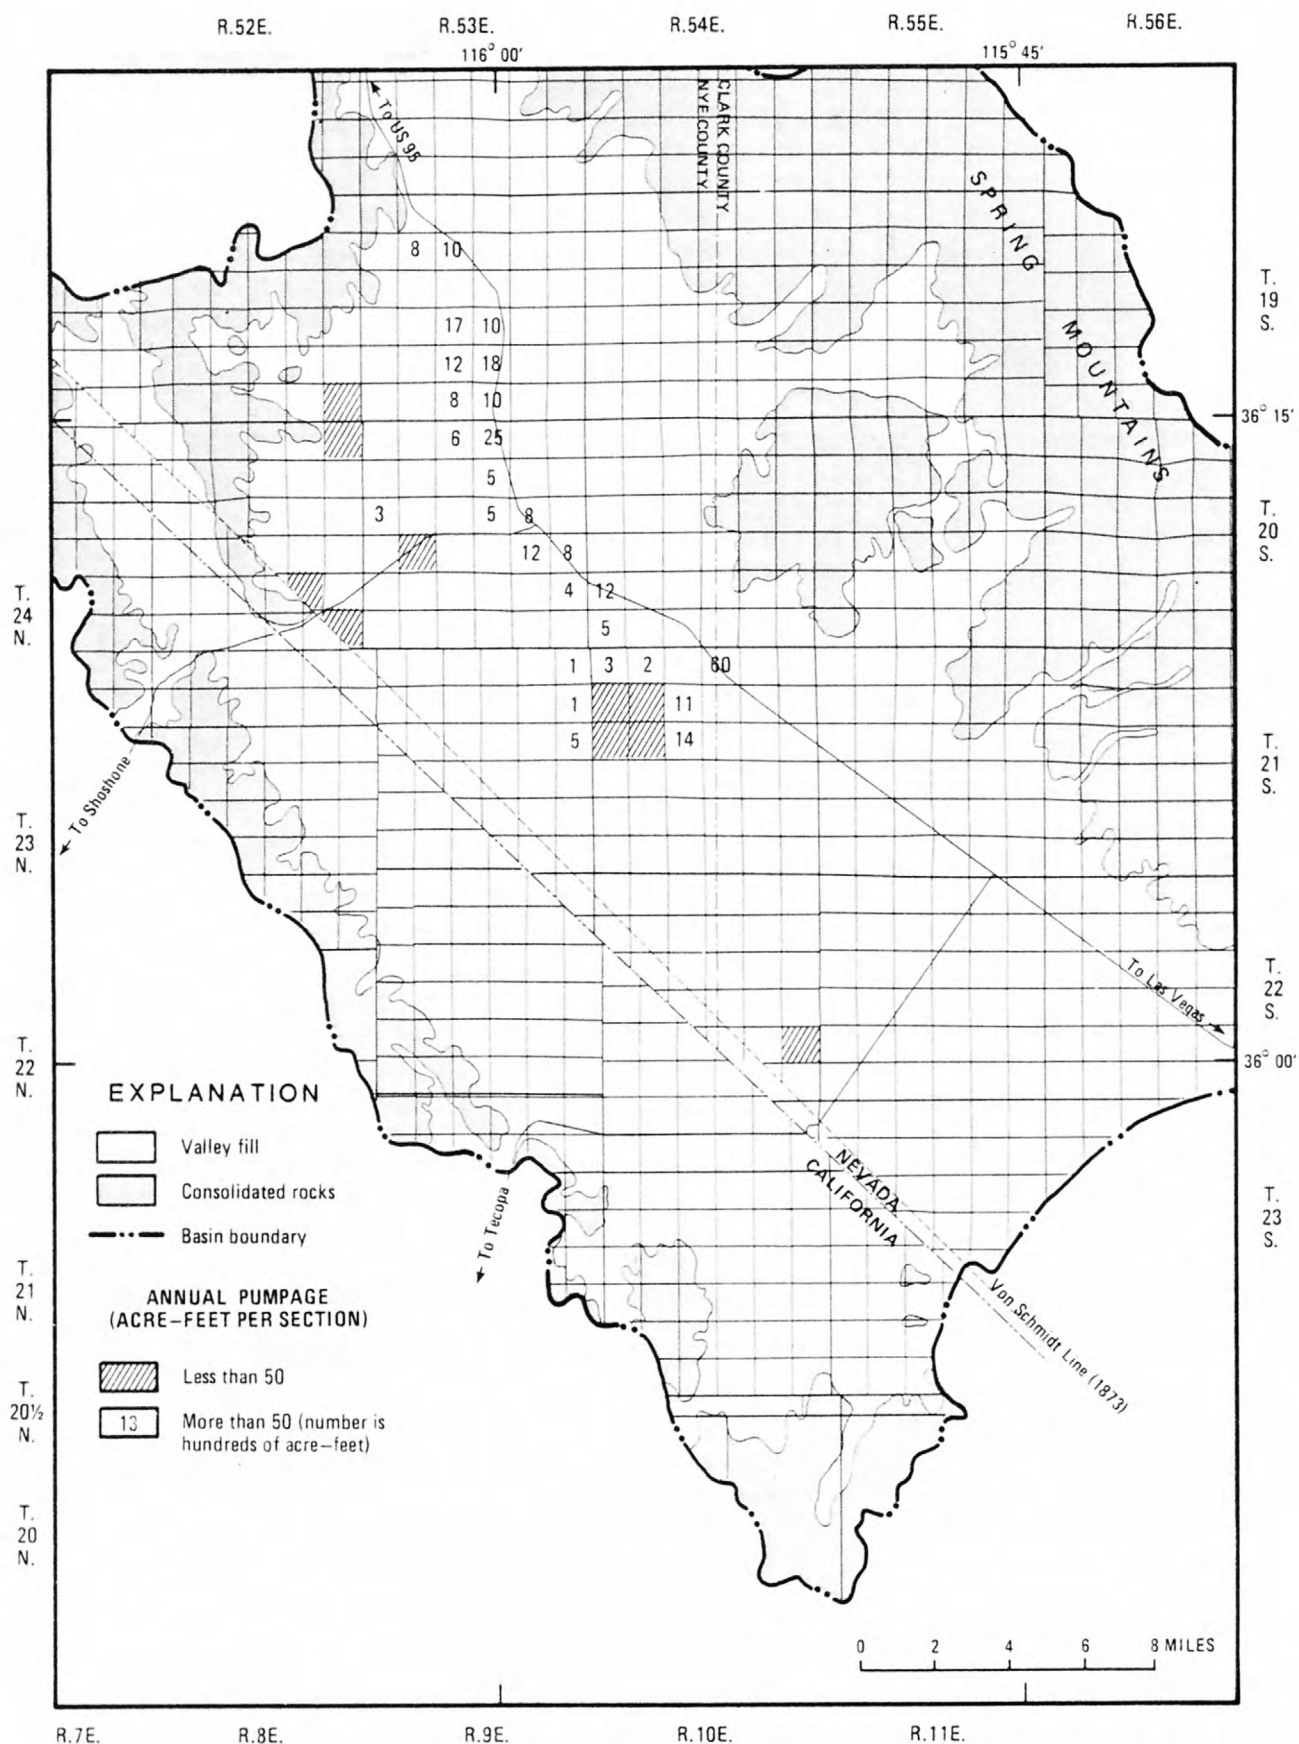 R.52E. R.53E. R.54E. R.55E. R.56E.
116° 00' 115° 45'
To US 95
CLARK COUNTY
NYE COUNTY
SPRING MOUNTAINS
8 10
T. 19 S.
17 10
12 18
8 10
36° 15'
6 25
5
3 5 8
T. 20 S.
12 8
T. 24 N.
4 12
5
1 3 2 60
1 11
5 14
T. 21 S.
To Shoshone
T. 23 N.
To Las Vegas
T. 22 S.
T. 22 N.
36° 00'
EXPLANATION
Valley fill
Consolidated rocks
Basin boundary
ANNUAL PUMPAGE
(ACRE-FEET PER SECTION)
Less than 50
13 More than 50 (number is
hundreds of acre-feet)
NEVADA
CALIFORNIA
To Tecopa
T. 23 S.
Von Schmidt Line (1873)
T. 21 N.
T. 20½ N.
T. 20 N.
0 2 4 6 8 MILES
R.7E. R.8E. R.9E. R.10E. R.11E.